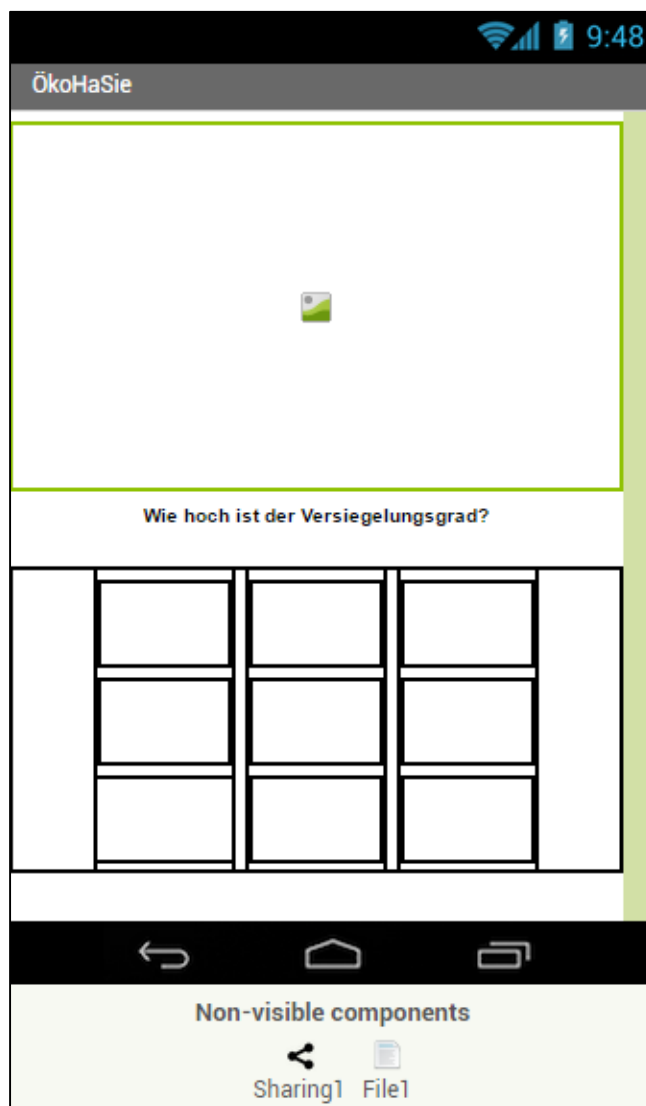 9:48
ÖkoHaSie
Wie hoch ist der Versiegelungsgrad?
Non-visible components
Sharing1 File1